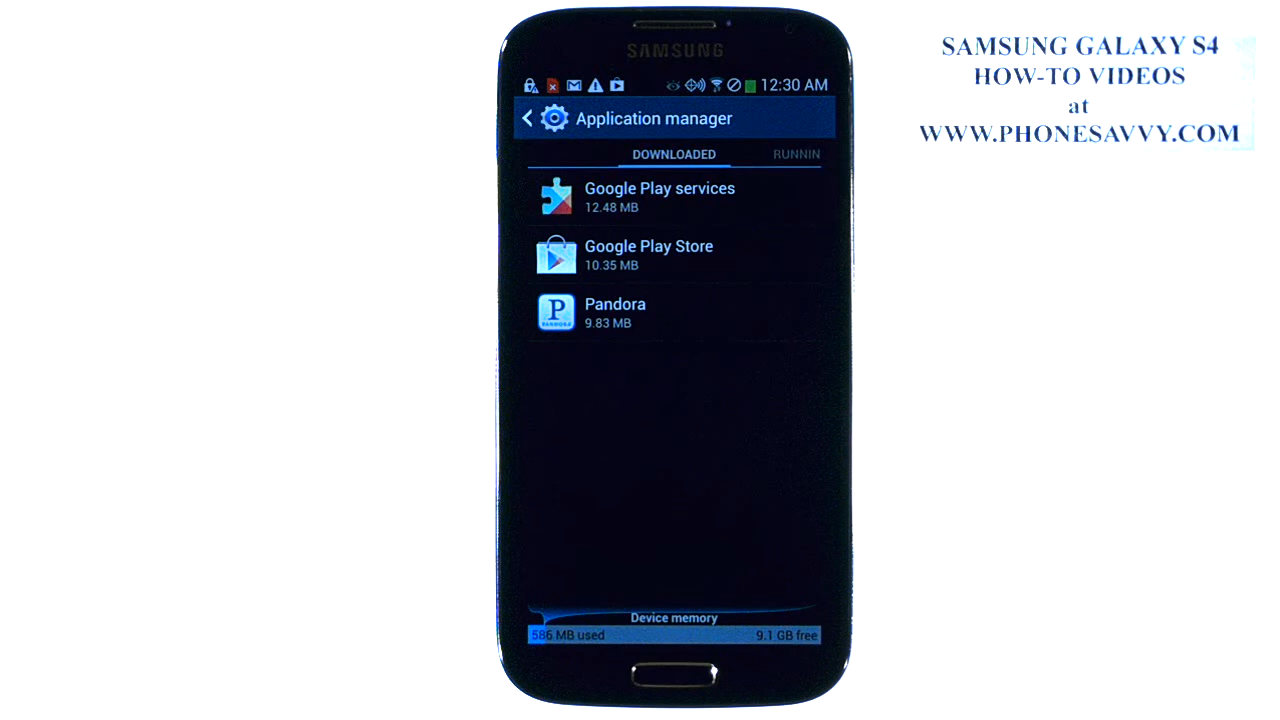 SAMSUNG GALAXY S4
HOW-TO VIDEOS
at
WWW.PHONESAVVY.COM
SAMSUNG
12:30 AM
Application manager
DOWNLOADED
RUNNIN
Google Play services
12.48 MB
Google Play Store
10.35 MB
P
PANDORA
Pandora
9.83 MB
Device memory
586 MB used
9.1 GB free